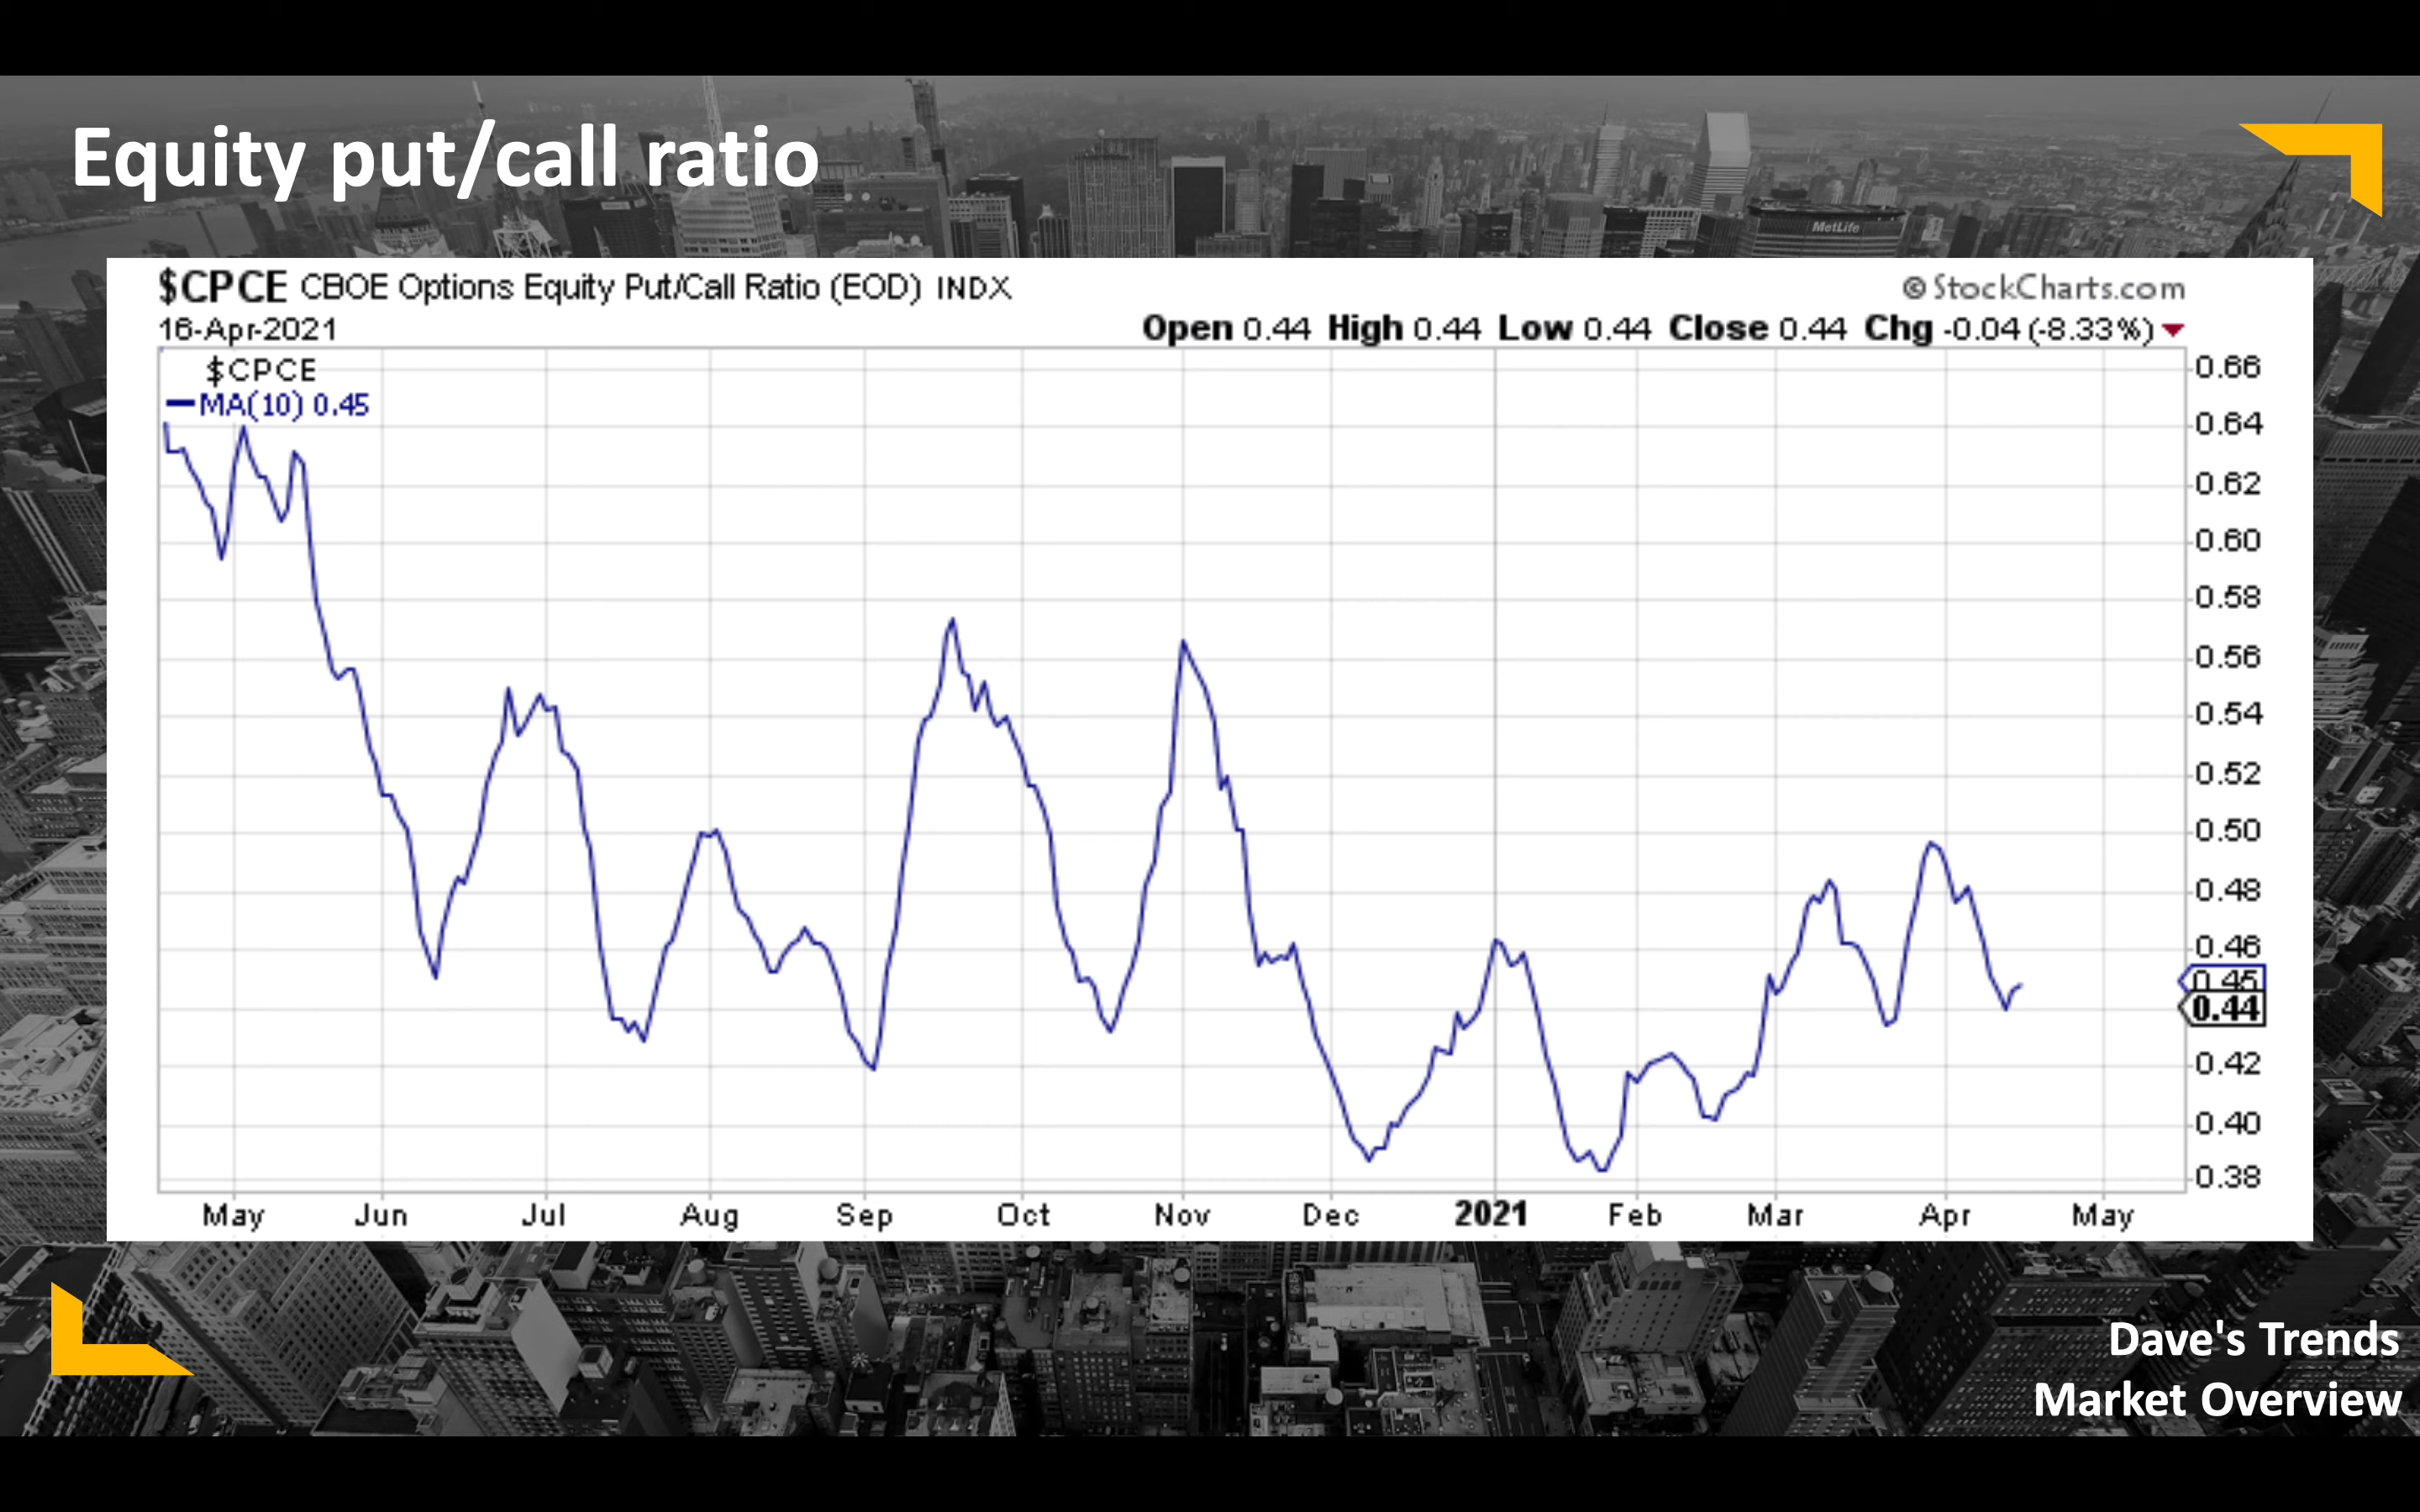 Equity put/call ratio
MetLife
$CPCE CBOE Options Equity Put/Call Ratio (EOD) INDX
© StockCharts.com
16-Apr-2021
Open 0.44 High 0.44 Low 0.44 Close 0.44 Chg -0.04 (-8.33%)
$CPCE
MA(10) 0.45
0.66
0.64
0.62
0.60
0.58
0.56
0.54
0.52
0.50
0.48
0.46
0.45
0.44
0.42
0.40
0.38
May Jun Jul Aug Sep Oct Nov Dec 2021 Feb Mar Apr May
Dave's Trends
Market Overview